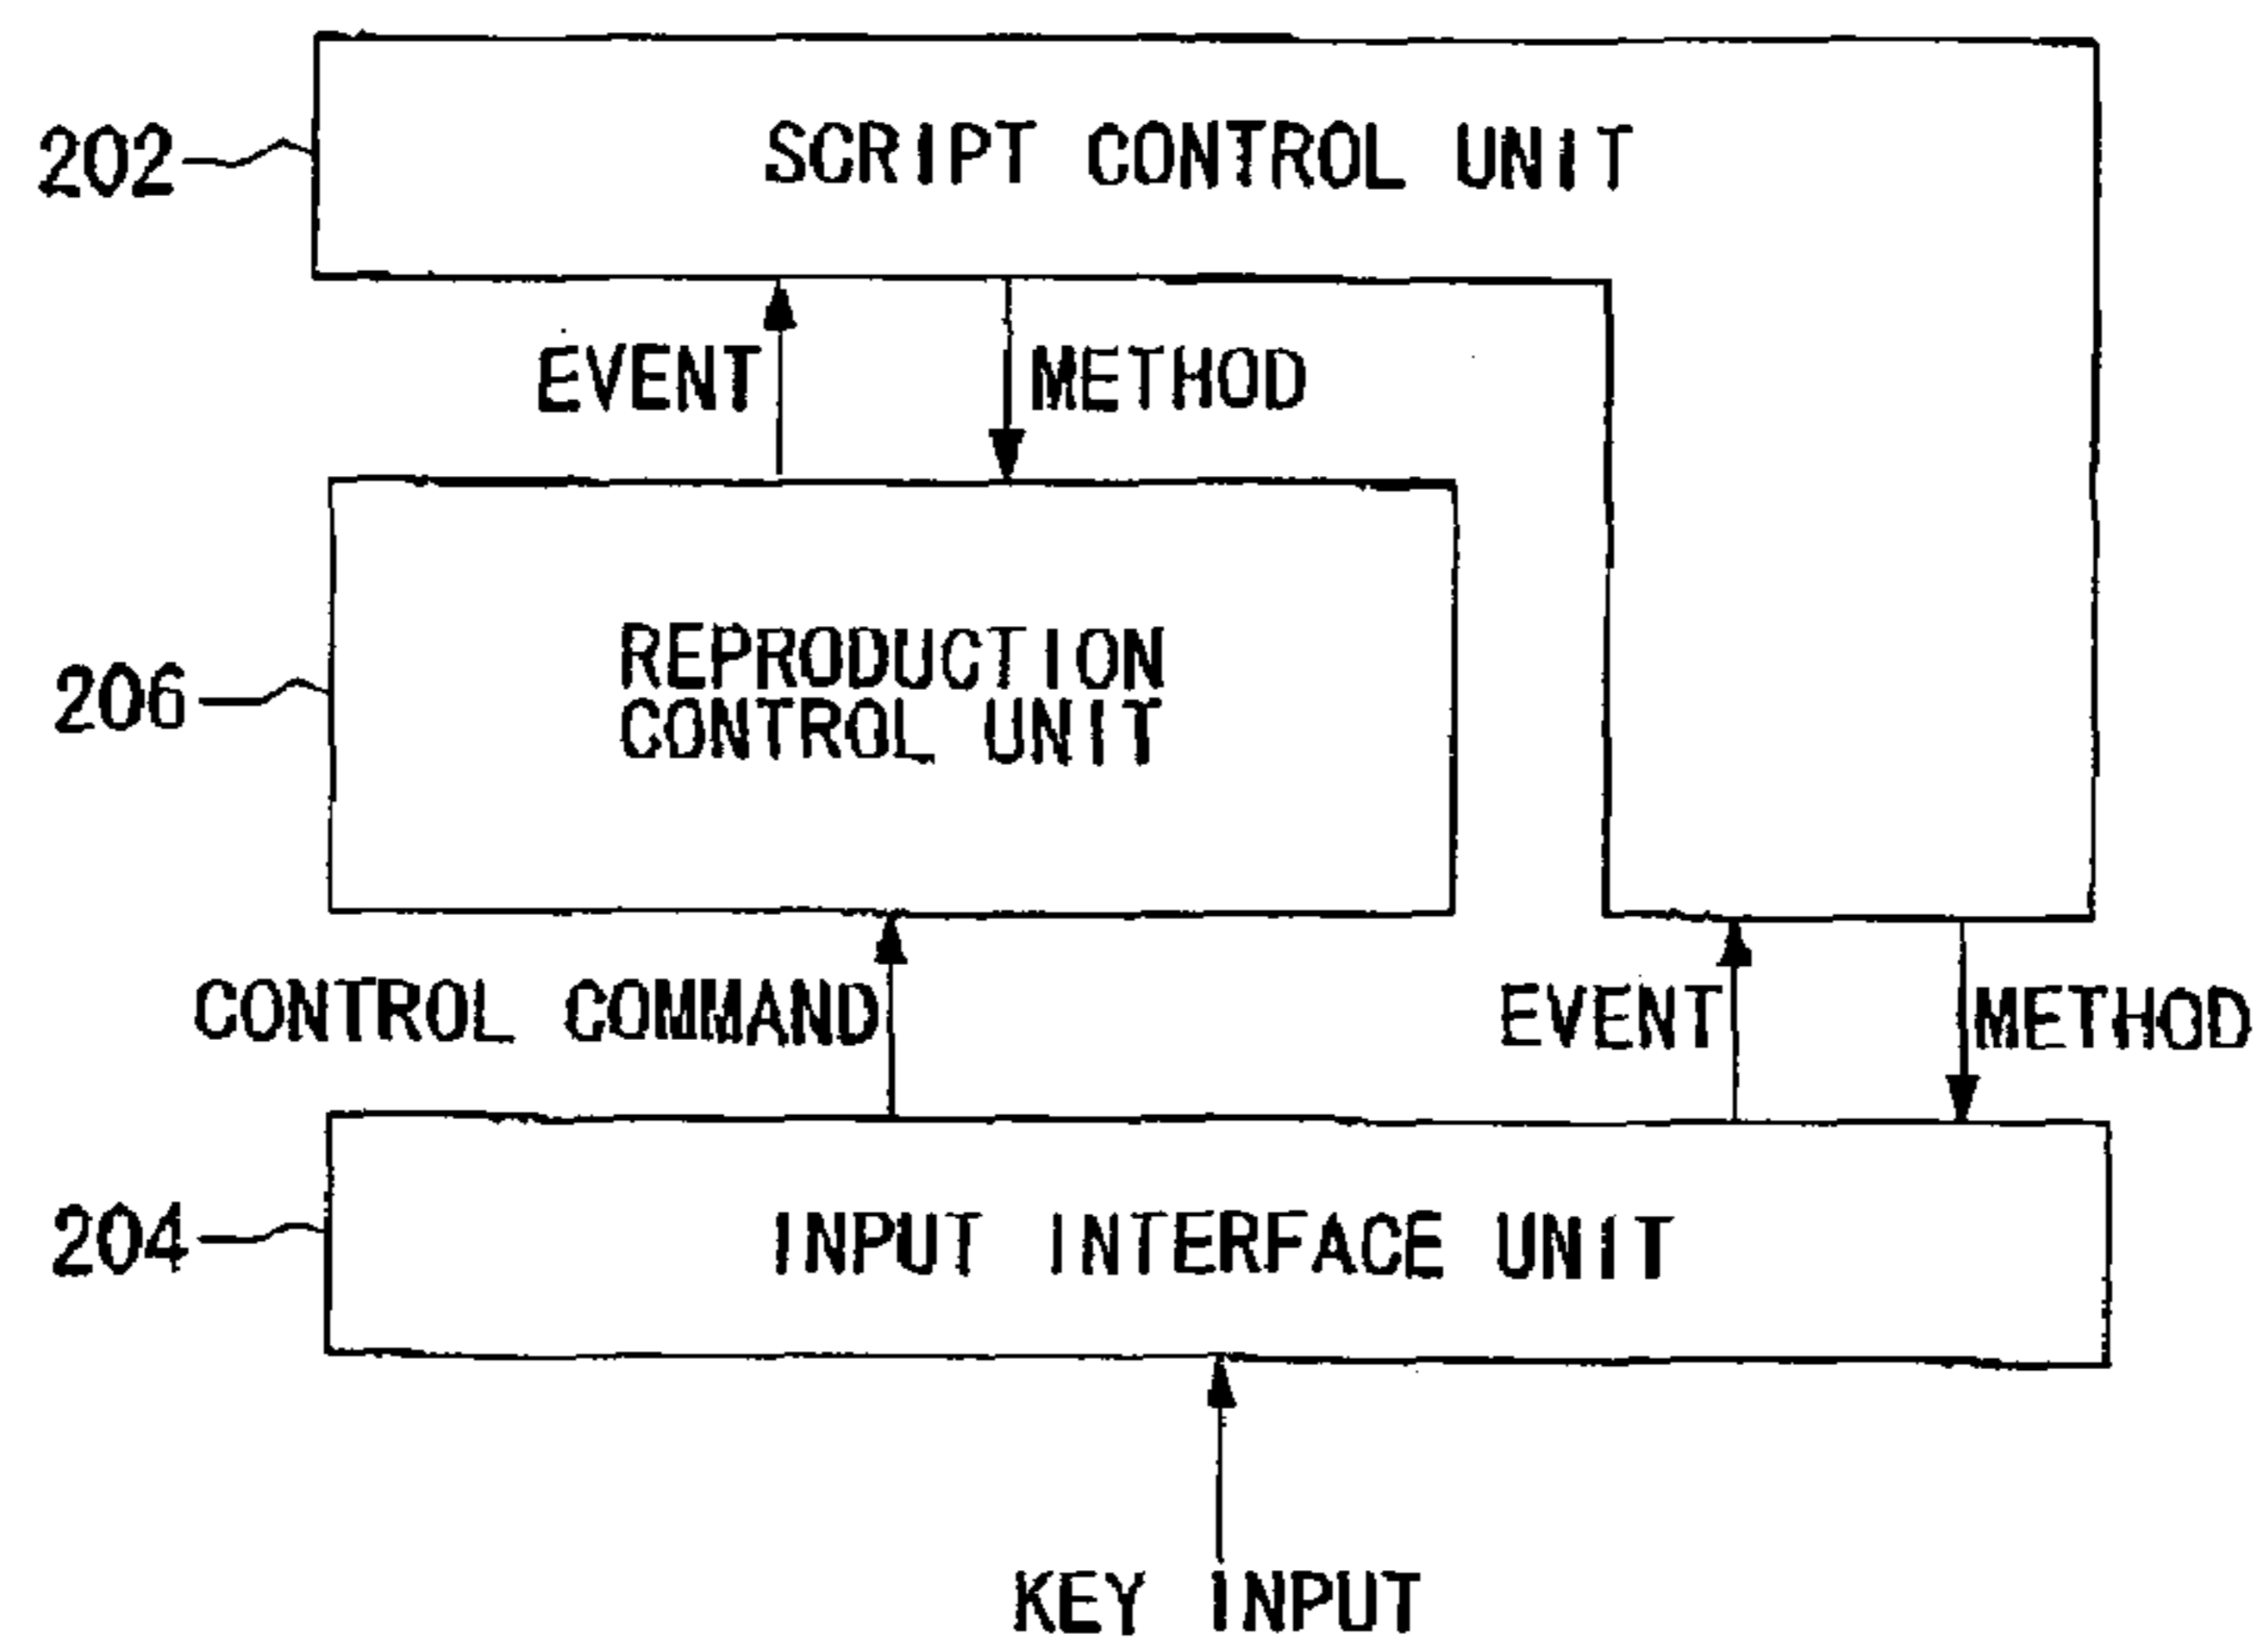 202
SCRIPT CONTROL UNIT
EVENT
METHOD
206
REPRODUCTION
CONTROL UNIT
CONTROL COMMAND
EVENT
METHOD
204
INPUT INTERFACE UNIT
KEY INPUT